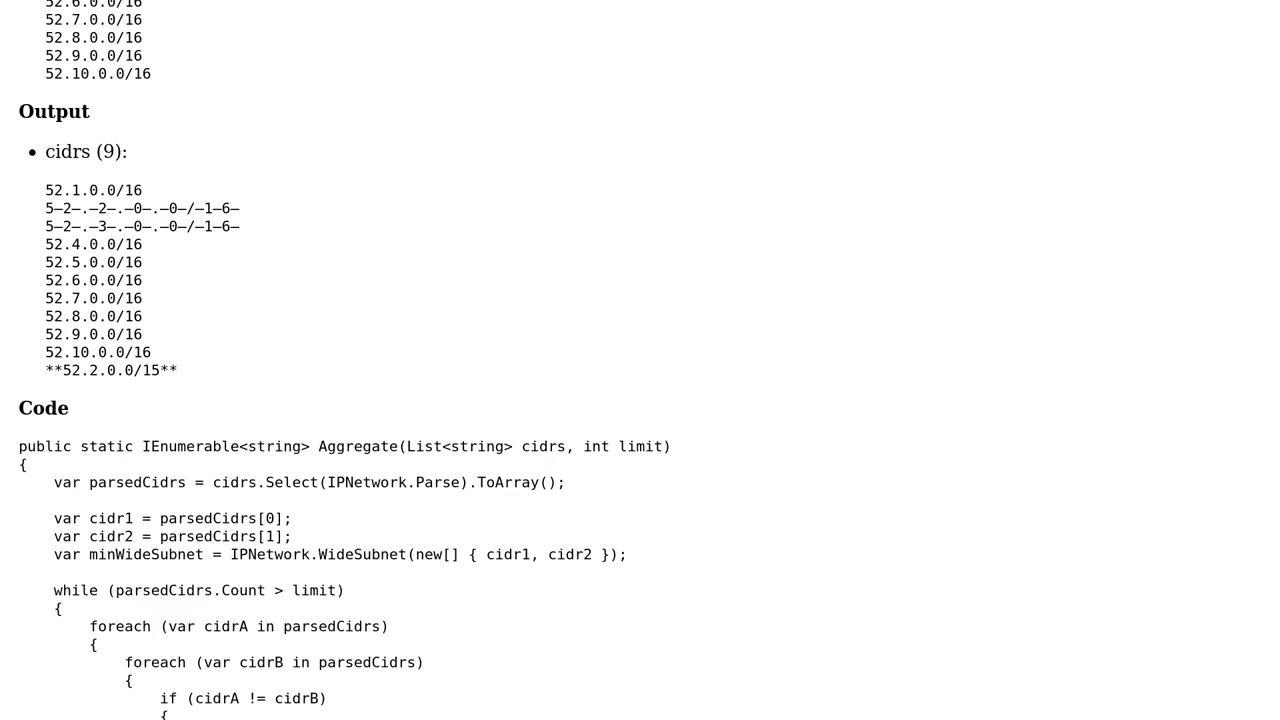 52.6.0.0/16
52.7.0.0/16
52.8.0.0/16
52.9.0.0/16
52.10.0.0/16
Output
• cidrs (9):
52.1.0.0/16
5̶2̶.̶2̶.̶0̶.̶0̶/̶1̶6̶
5̶2̶.̶3̶.̶0̶.̶0̶/̶1̶6̶
52.4.0.0/16
52.5.0.0/16
52.6.0.0/16
52.7.0.0/16
52.8.0.0/16
52.9.0.0/16
52.10.0.0/16
**52.2.0.0/15**
Code
public static IEnumerable<string> Aggregate(List<string> cidrs, int limit)
{
    var parsedCidrs = cidrs.Select(IPNetwork.Parse).ToArray();
    var cidr1 = parsedCidrs[0];
    var cidr2 = parsedCidrs[1];
    var minWideSubnet = IPNetwork.WideSubnet(new[] { cidr1, cidr2 });
    while (parsedCidrs.Count > limit)
    {
        foreach (var cidrA in parsedCidrs)
        {
            foreach (var cidrB in parsedCidrs)
            {
                if (cidrA != cidrB)
                {